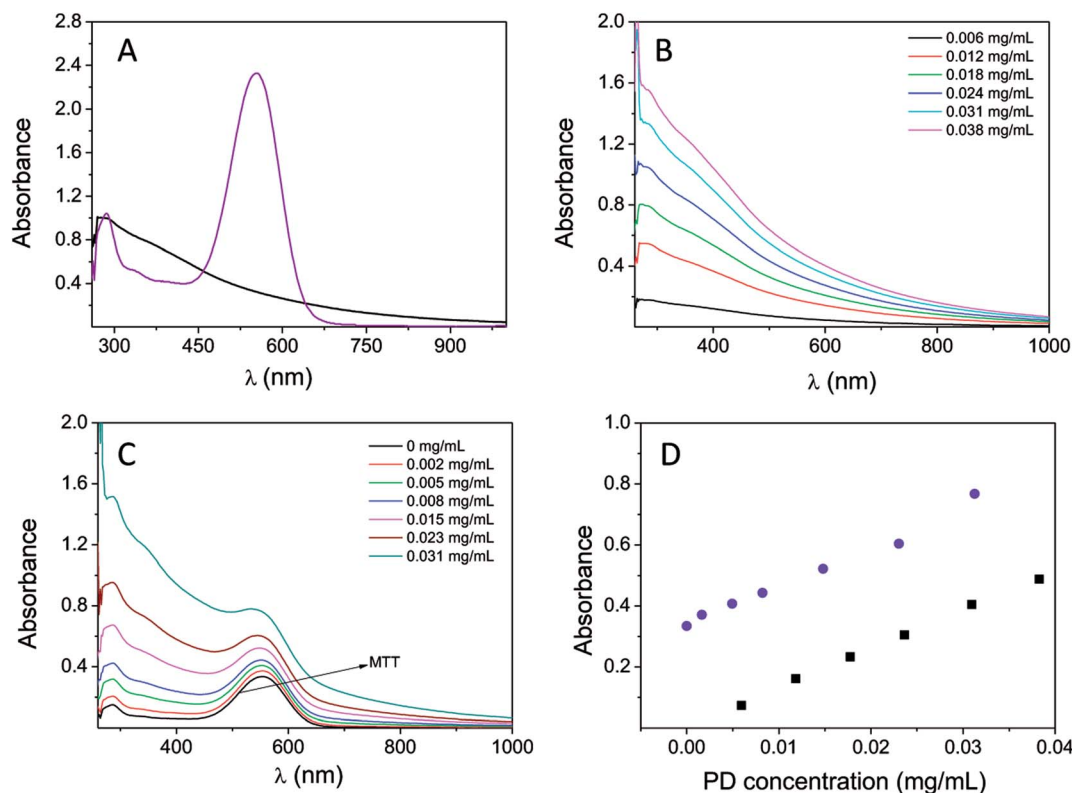 A
Absorbance
2.8
2.4
2.0
1.6
1.2
0.8
0.4
300 450 600 750 900
λ (nm)
B
Absorbance
2.0
1.6
1.2
0.8
0.4
400 600 800 1000
λ (nm)
0.006 mg/mL
0.012 mg/mL
0.018 mg/mL
0.024 mg/mL
0.031 mg/mL
0.038 mg/mL
C
Absorbance
2.0
1.6
1.2
0.8
0.4
400 600 800 1000
λ (nm)
0 mg/mL
0.002 mg/mL
0.005 mg/mL
0.008 mg/mL
0.015 mg/mL
0.023 mg/mL
0.031 mg/mL
MTT
D
Absorbance
1.0
0.8
0.6
0.4
0.2
0.00 0.01 0.02 0.03 0.04
PD concentration (mg/mL)